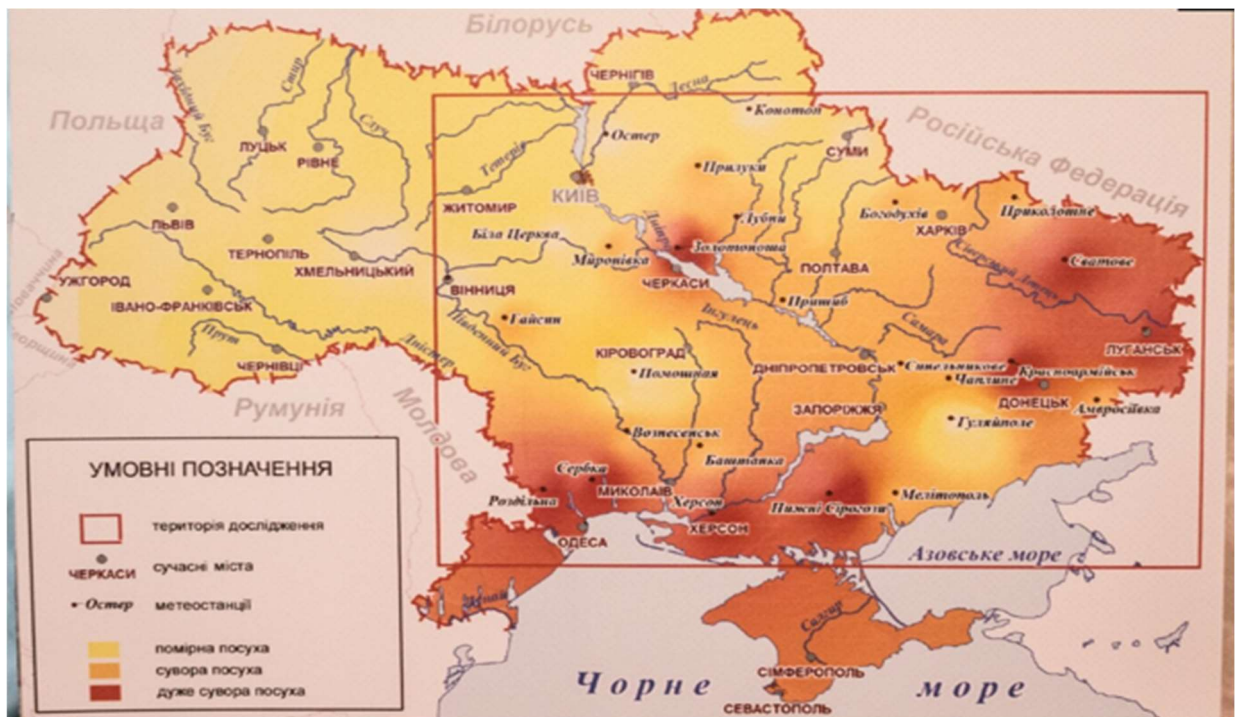 Білорусь
Польща
Російська Федерація
Румунія
Молдова
ЧЕРНІГІВ
Десна
Конотоп
Остер
СУМИ
Стир
Західний Буг
Случ
ЛУЦЬК
РІВНЕ
Тетерів
КИЇВ
Прилуки
ЖИТОМИР
Лубни
Богодухів
ХАРКІВ
Приколотне
ЛЬВІВ
Біла Церква
Дніпро
Золотоноша
Миронівка
ТЕРНОПІЛЬ
ХМЕЛЬНИЦЬКИЙ
ЧЕРКАСИ
ПОЛТАВА
Сіверський Донець
Сватове
УЖГОРОД
ІВАНО-ФРАНКІВСЬК
ВІННИЦЯ
Гайсин
Південний Буг
Інгулець
Притиб
Самара
ЛУГАНСЬК
Прут
ЧЕРНІВЦІ
Дністер
КІРОВОГРАД
Помошная
ДНІПРОПЕТРОВСЬК
Синельникове
Чаплине
Красноармійськ
ДОНЕЦЬК
Амвросіївка
ЗАПОРІЖЖЯ
Гуляйполе
Вознесенськ
Баштанка
Сербка
Роздільна
МИКОЛАЇВ
Херсон
ХЕРСОН
Нижні Сірогози
Мелітополь
ОДЕСА
Азовське море
Дунай
Салгир
СІМФЕРОПОЛЬ
СЕВАСТОПОЛЬ
Чорне море
УМОВНІ ПОЗНАЧЕННЯ
територія дослідження
ЧЕРКАСИ сучасні міста
Остер метеостанції
помірна посуха
сувора посуха
дуже сувора посуха